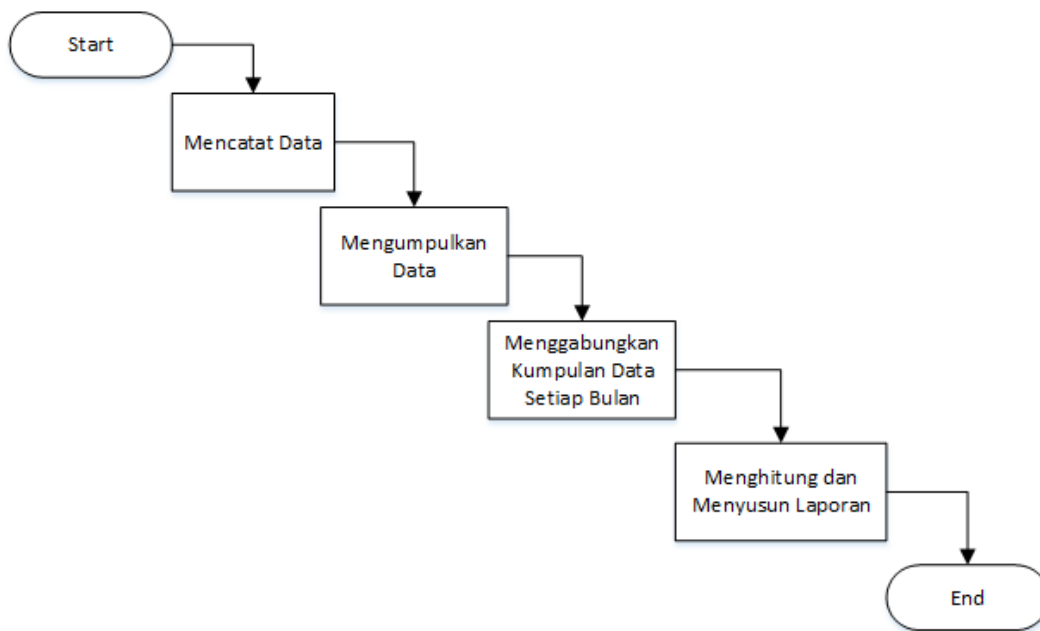 Start
Mencatat Data
Mengumpulkan
Data
Menggabungkan
Kumpulan Data
Setiap Bulan
Menghitung dan
Menyusun Laporan
End